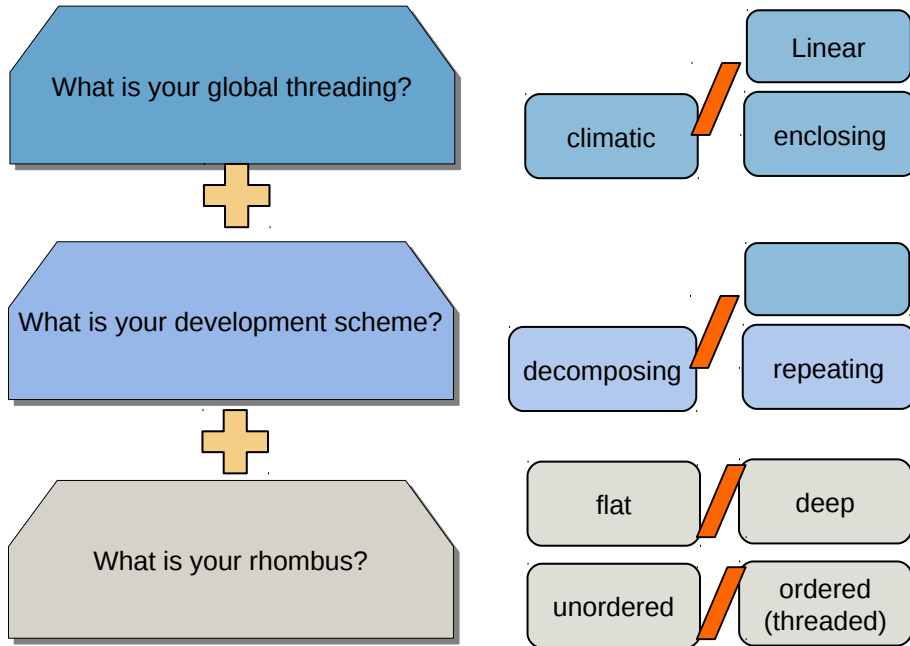 What is your global threading?
Linear
climatic
enclosing
What is your development scheme?
decomposing
repeating
What is your rhombus?
flat
deep
unordered
ordered
(threaded)